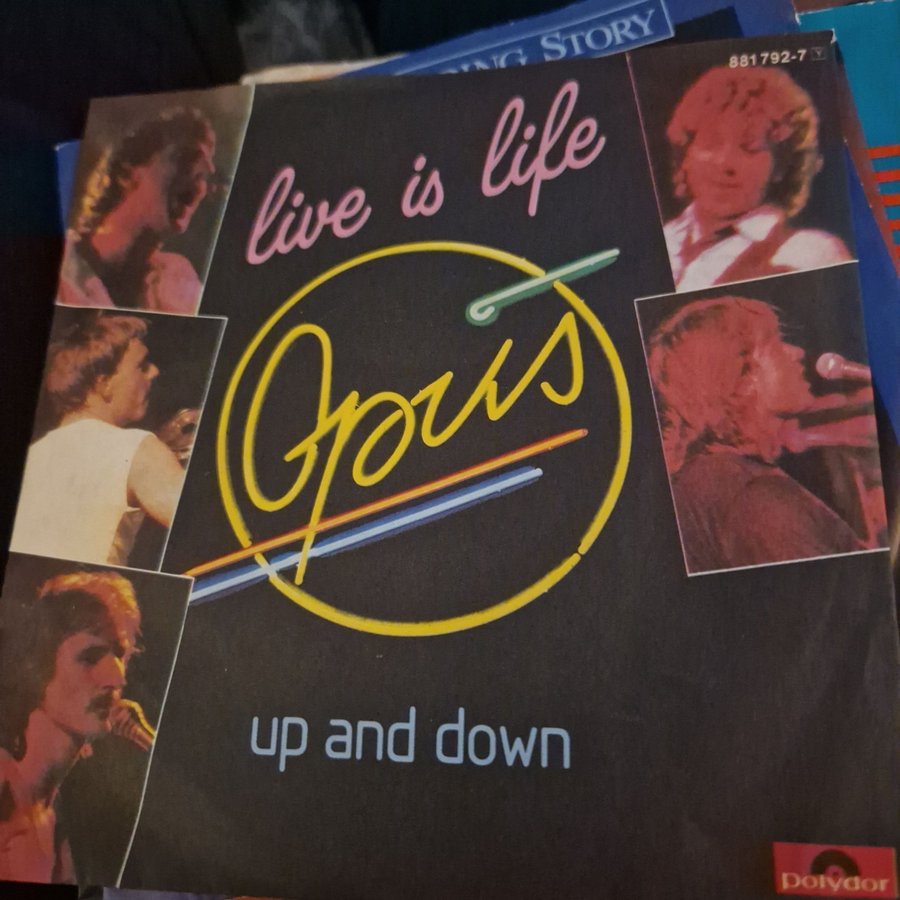 STORY
881 792-7
live is life
Opus
up and down
polydor